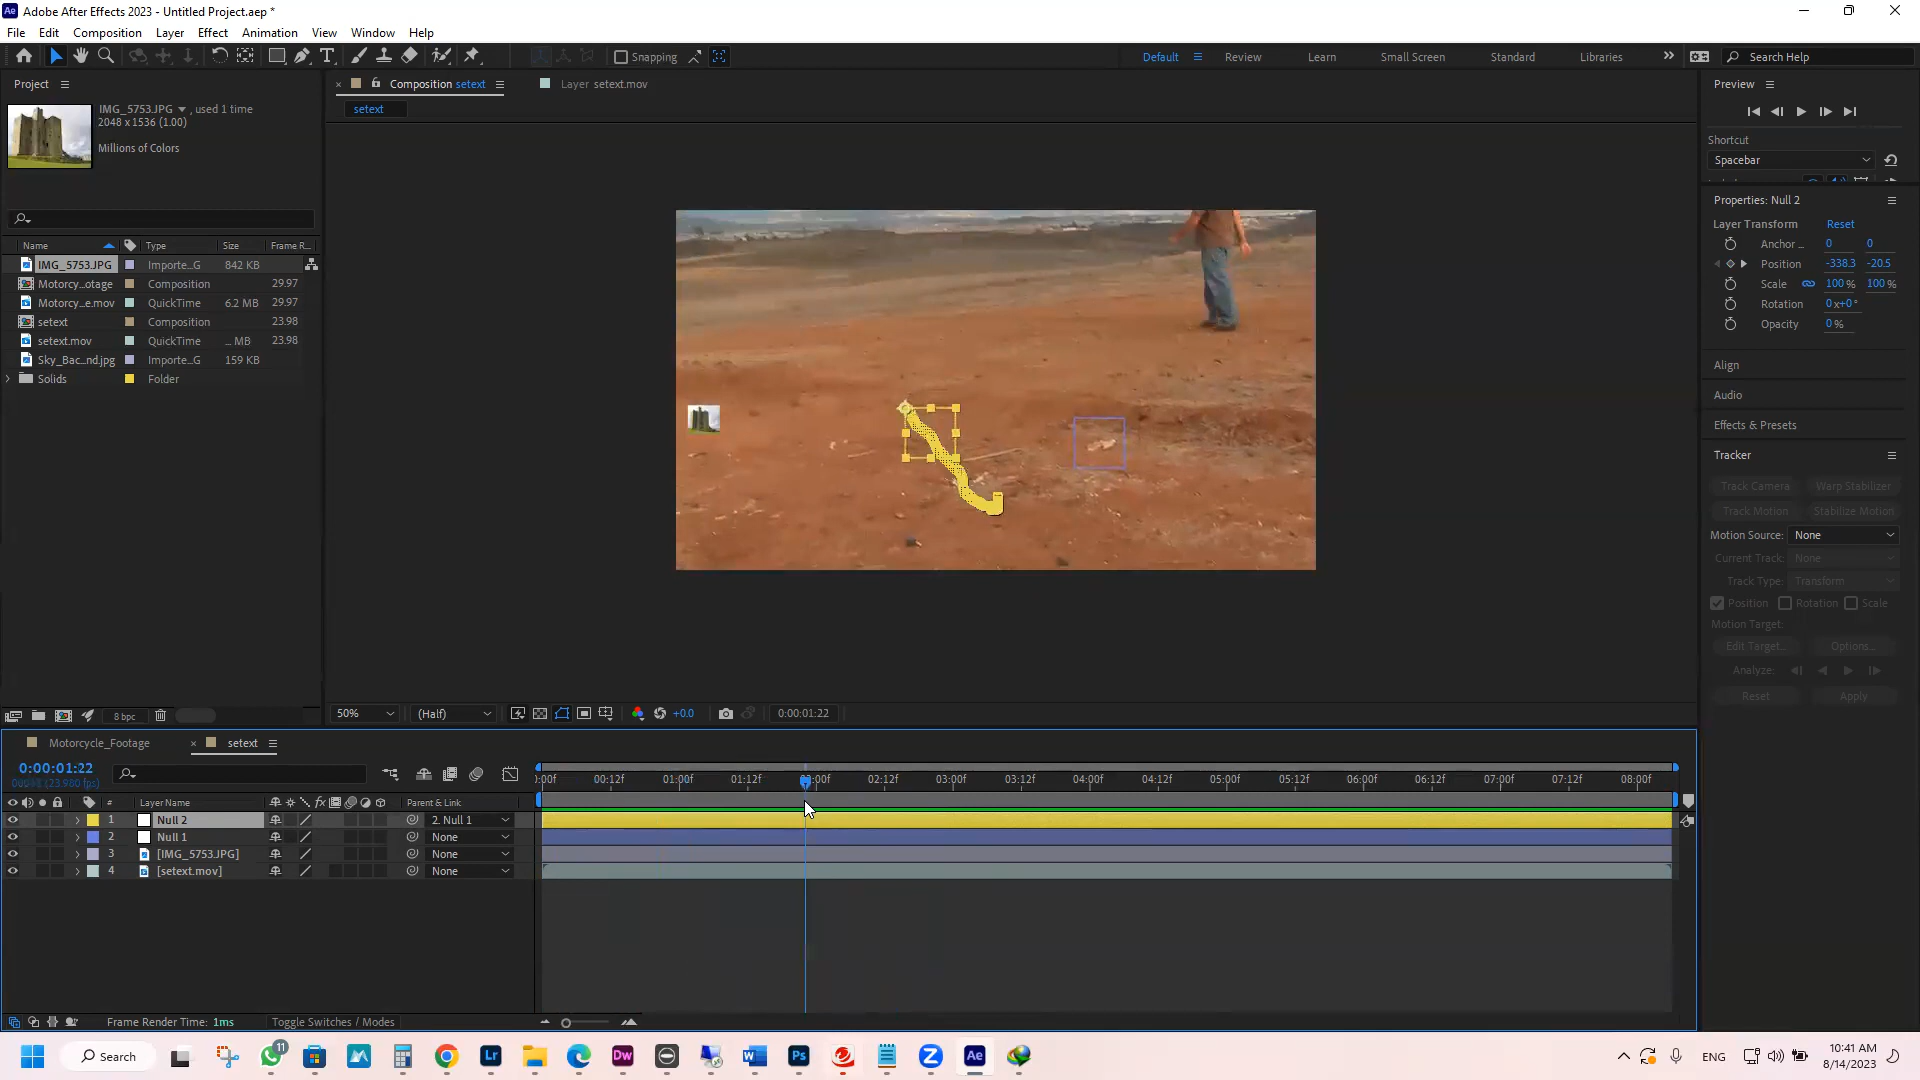 Adobe After Effects 2023 - Untitled Project.aep *
File Edit Composition Layer Effect Animation View Window Help
Snapping
Default Review Learn Small Screen Standard Libraries Search Help
Project
IMG_5753.JPG , used 1 time
2048 x 1536 (1.00)
Millions of Colors
Name Type Size Frame R...
IMG_5753.JPG Importe...G 842 KB
Motorcy...otage Composition 29.97
Motorcy...e.mov QuickTime 6.2 MB 29.97
setext Composition 23.98
setext.mov QuickTime ... MB 23.98
Sky_Bac...nd.jpg Importe...G 159 KB
Solids Folder
8 bpc
Composition setext
Layer setext.mov
setext
50% (Half) +0.0 0:00:01:22
Preview
Shortcut
Spacebar
Properties: Null 2
Layer Transform Reset
Anchor ... 0 0
Position -338.3 -20.5
Scale 100 % 100 %
Rotation 0x+0°
Opacity 0 %
Align
Audio
Effects & Presets
Tracker
Track Camera Warp Stabilizer
Track Motion Stabilize Motion
Motion Source: None
Current Track: None
Track Type: Transform
Position Rotation Scale
Motion Target:
Edit Target... Options...
Analyze:
Reset Apply
Motorcycle_Footage setext
0:00:01:22
(23.980 fps)
:00f 00:12f 01:00f 01:12f 02:00f 02:12f 03:00f 03:12f 04:00f 04:12f 05:00f 05:12f 06:00f 06:12f 07:00f 07:12f 08:00f
# Layer Name fx Parent & Link
1 Null 2 2. Null 1
2 Null 1 None
3 [IMG_5753.JPG] None
4 [setext.mov] None
Frame Render Time: 1ms Toggle Switches / Modes
Search
11
Lr
Dw
Ps
Ae
ENG
10:41 AM
8/14/2023